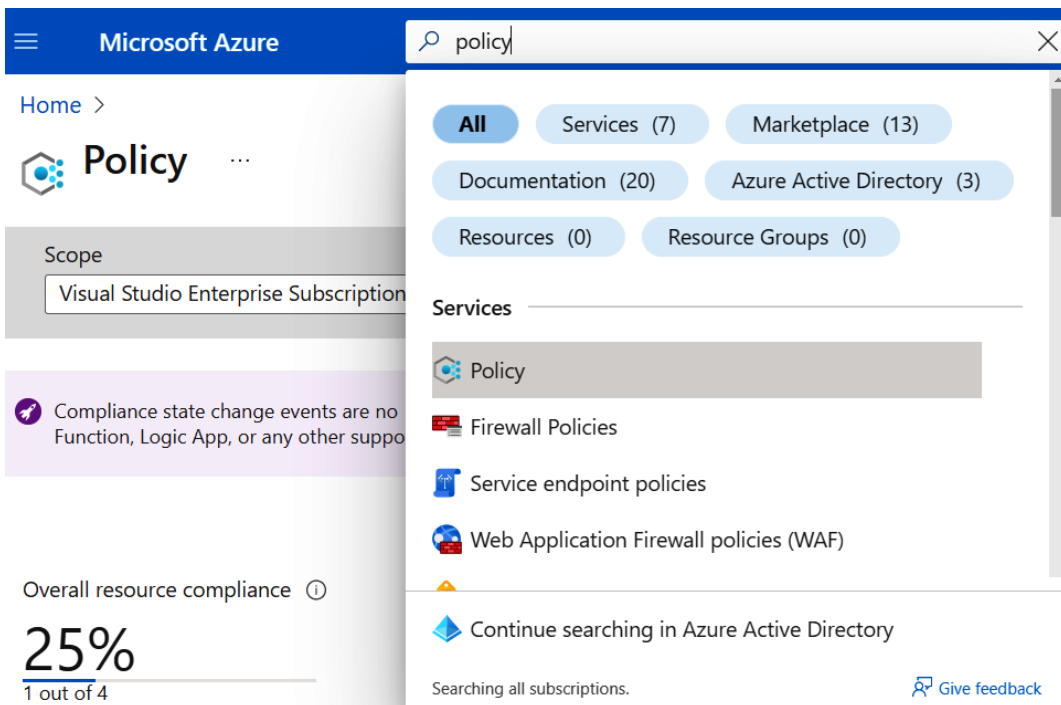 Microsoft Azure
policy
Home >
Policy
...
Scope
Visual Studio Enterprise Subscription
Compliance state change events are no
Function, Logic App, or any other suppo
Overall resource compliance
25%
1 out of 4
All
Services (7)
Marketplace (13)
Documentation (20)
Azure Active Directory (3)
Resources (0)
Resource Groups (0)
Services
Policy
Firewall Policies
Service endpoint policies
Web Application Firewall policies (WAF)
Continue searching in Azure Active Directory
Searching all subscriptions.
Give feedback